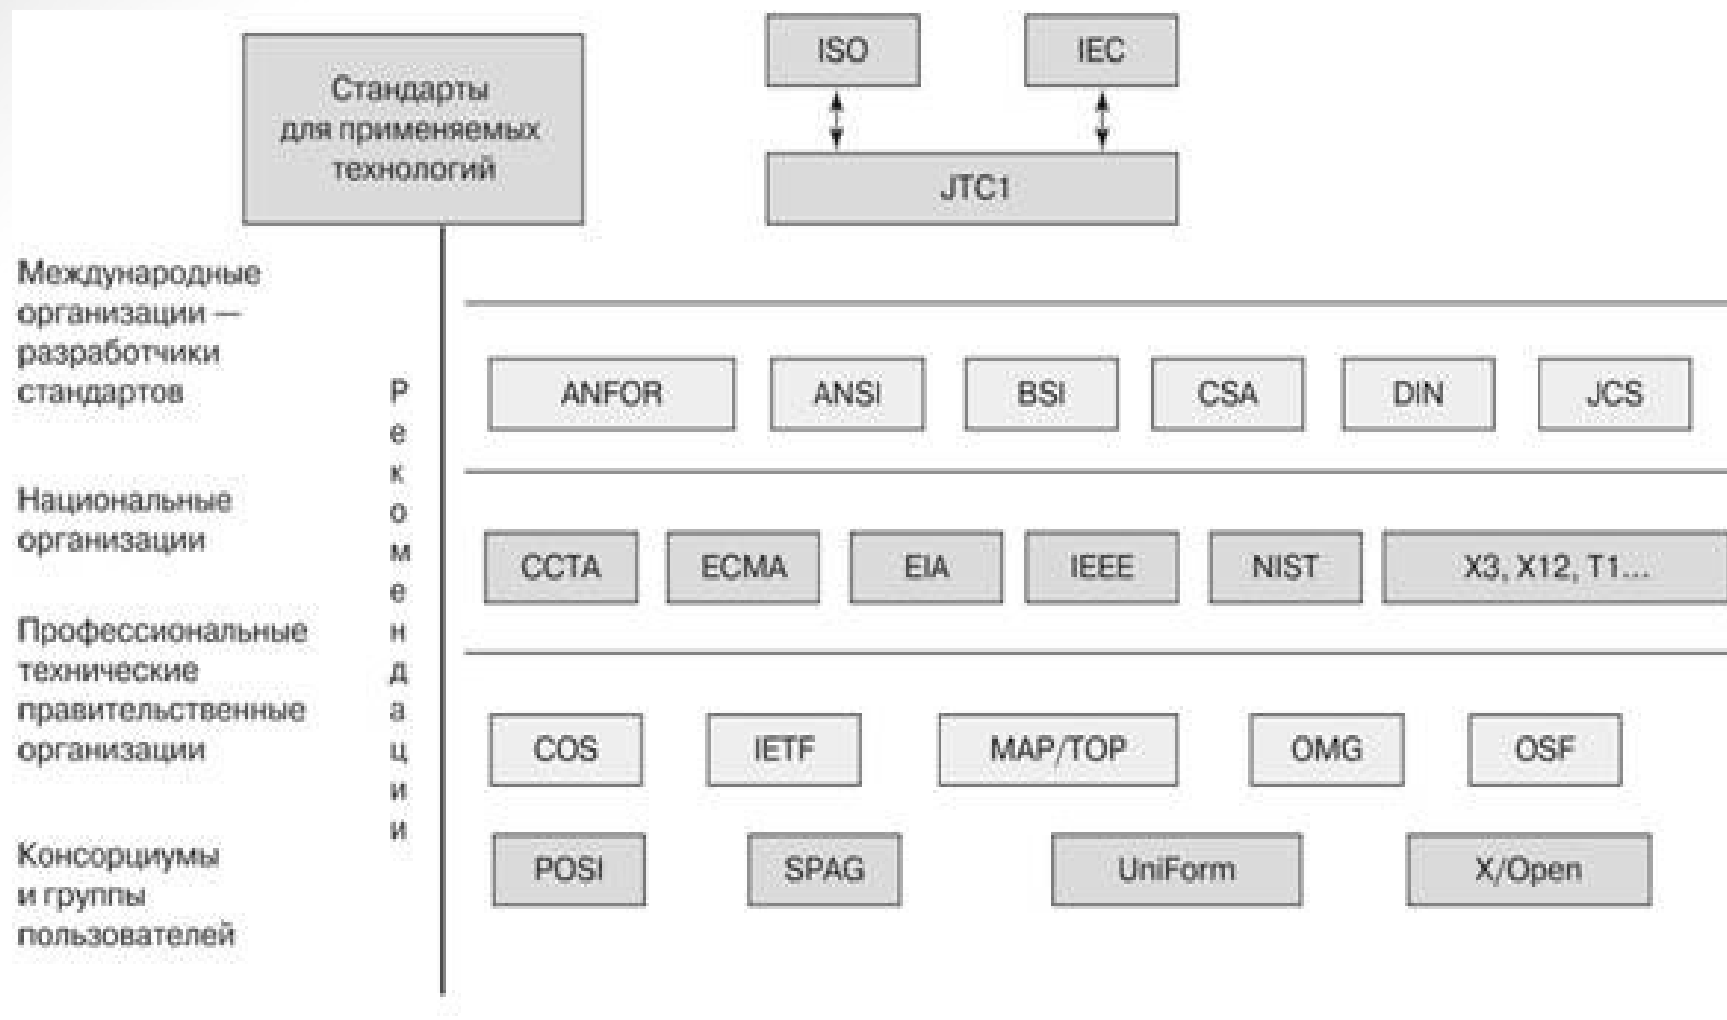 Стандарты
для применяемых
технологий
ISO
IEC
JTC1
Международные
организации —
разработчики
стандартов
Национальные
организации
Профессиональные
технические
правительственные
организации
Консорциумы
и группы
пользователей
Рекомендации
ANFOR
ANSI
BSI
CSA
DIN
JCS
CCTA
ECMA
EIA
IEEE
NIST
X3, X12, T1...
COS
IETF
MAP/TOP
OMG
OSF
POSI
SPAG
UniForm
X/Open